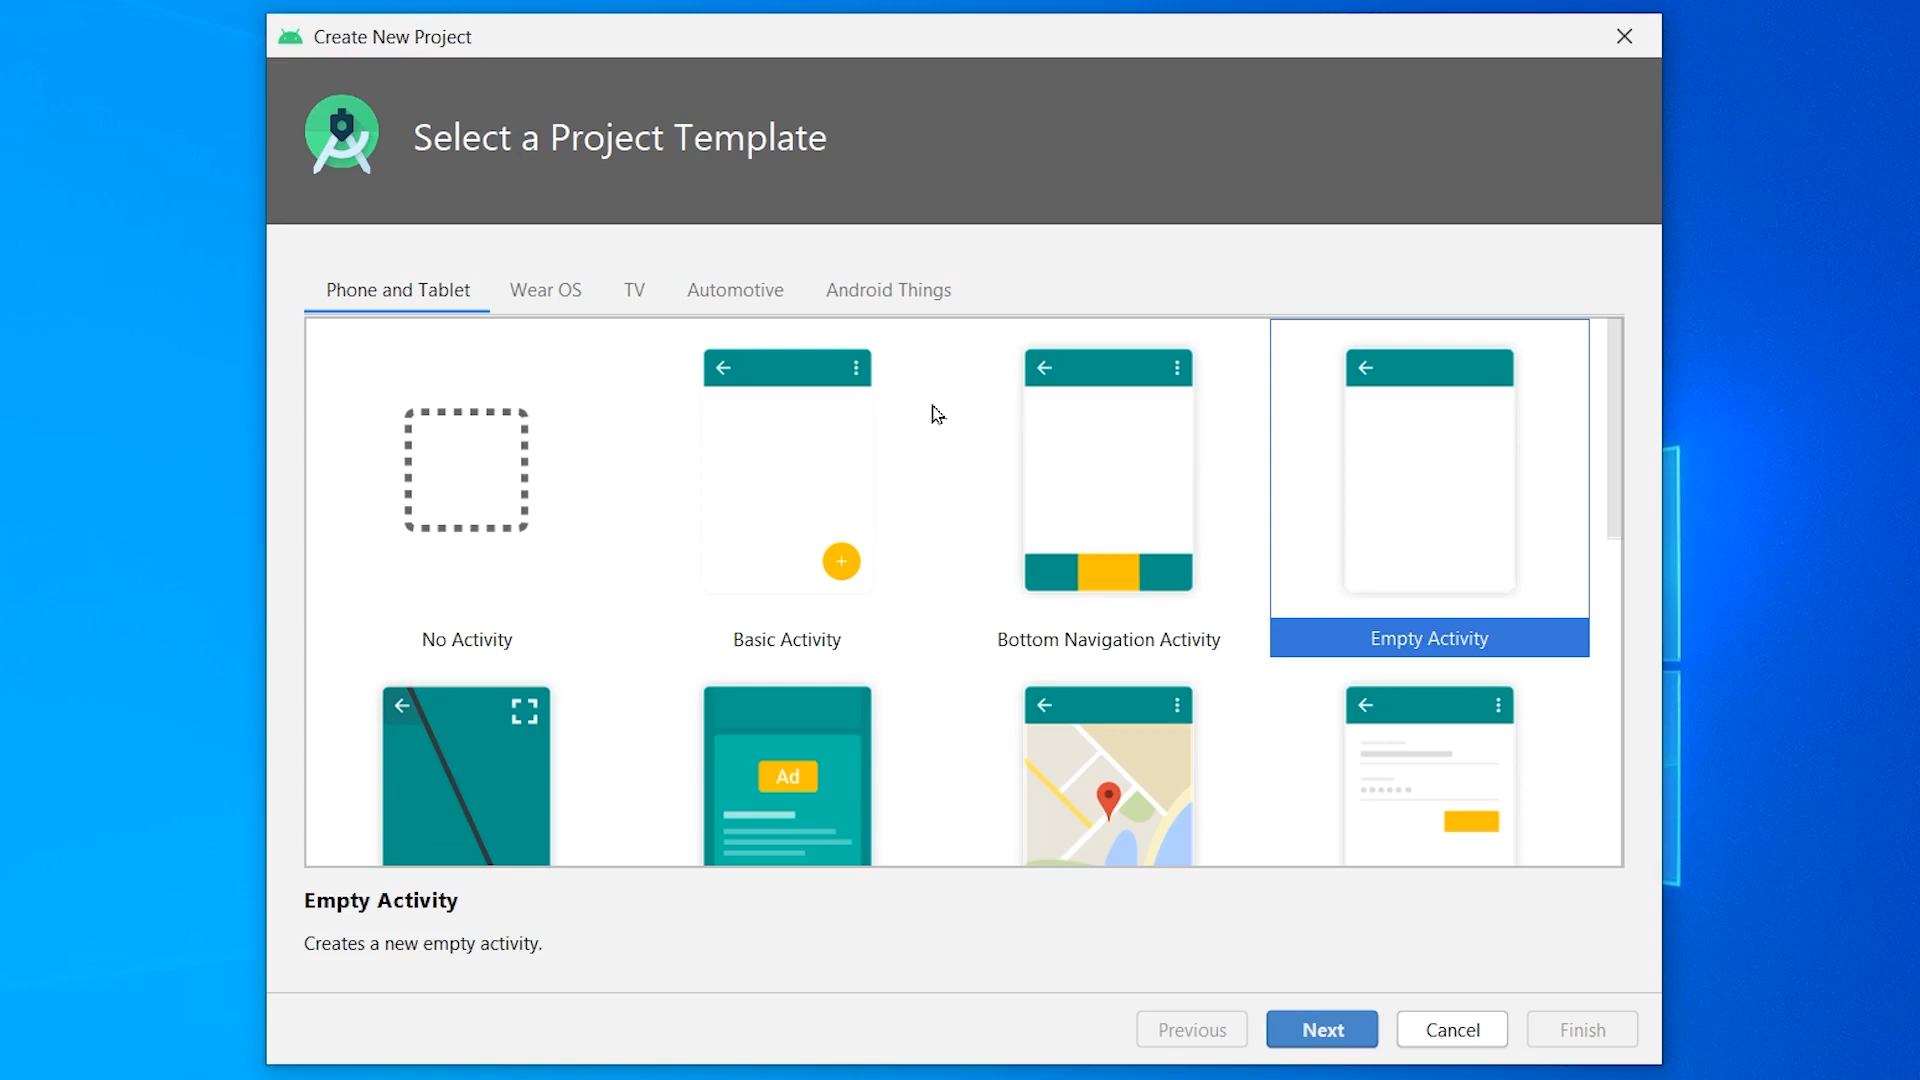 Create New Project
Select a Project Template
Phone and Tablet
Wear OS
TV
Automotive
Android Things
No Activity
Basic Activity
Bottom Navigation Activity
Empty Activity
Ad
Empty Activity
Creates a new empty activity.
Previous
Next
Cancel
Finish